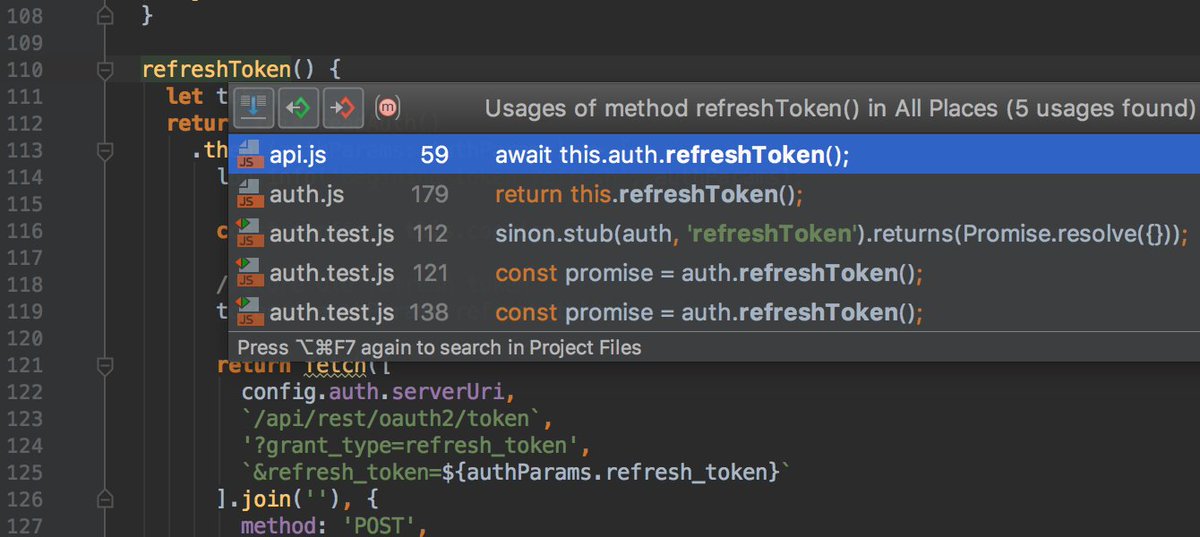 108 }
109
110 refreshToken() {
111 let t
Usages of method refreshToken() in All Places (5 usages found)
112 retur
113 .th
api.js 59 await this.auth.refreshToken();
114 l
auth.js 179 return this.refreshToken();
115
116 c
auth.test.js 112 sinon.stub(auth, 'refreshToken').returns(Promise.resolve({}));
117
auth.test.js 121 const promise = auth.refreshToken();
118 /
119 t
auth.test.js 138 const promise = auth.refreshToken();
120
Press ⌥⌘F7 again to search in Project Files
121 return fetch([
122 config.auth.serverUri,
123 `/api/rest/oauth2/token`,
124 '?grant_type=refresh_token',
125 `&refresh_token=${authParams.refresh_token}`
126 ].join(''), {
127 method: 'POST',